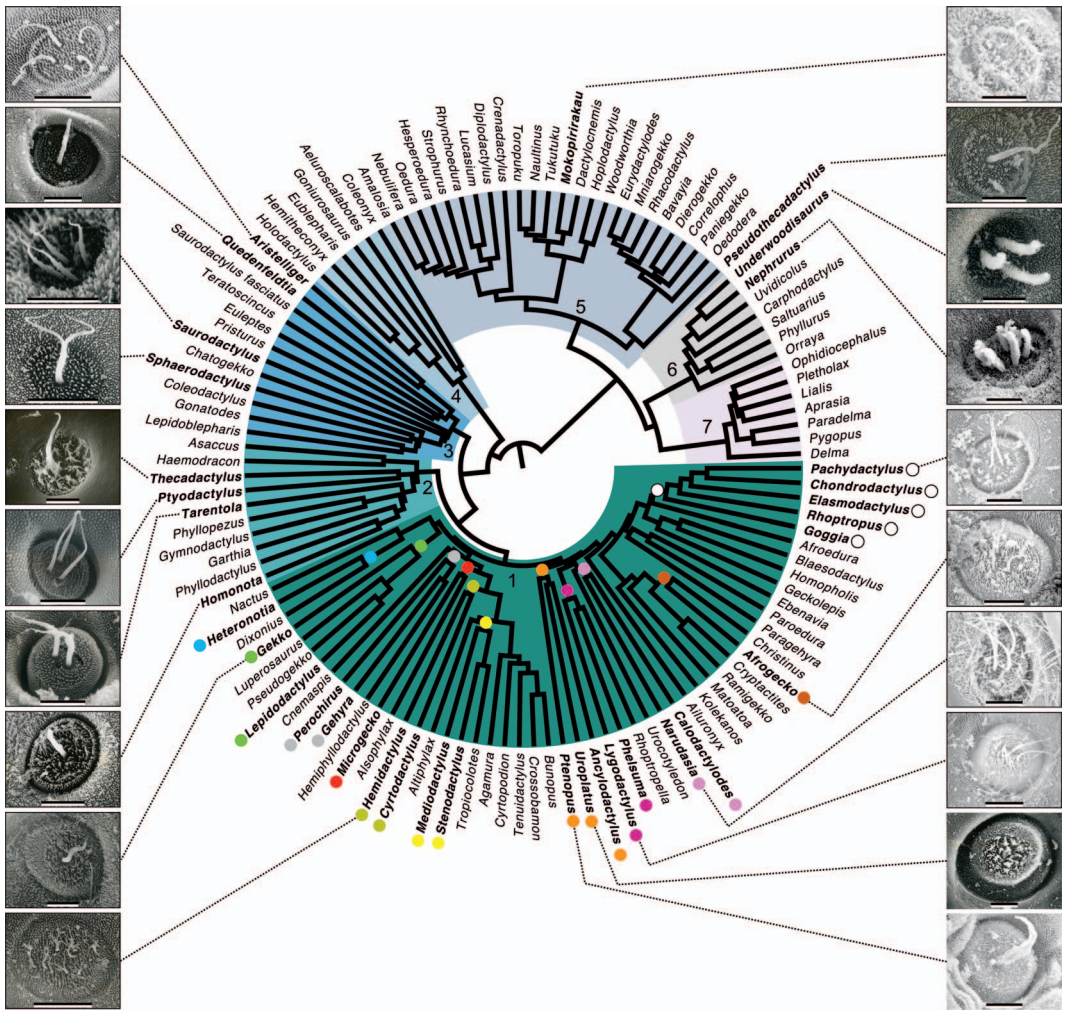 Crenadactylus
Diplodactylus
Lucasium
Rhynchoedura
Strophurus
Hesperoedura
Oedura
Nebulifera
Amalosia
Coleonyx
Aeluroscalabotes
Goniurosaurus
Eublepharis
Hemitheconyx
Holodactylus
Aristelliger
Quedenfeldtia
Saurodactylus fasciatus
Teratoscincus
Euleptes
Pristurus
Saurodactylus
Chatogekko
Sphaerodactylus
Coleodactylus
Gonatodes
Lepidoblepharis
Asaccus
Haemodracon
Thecadactylus
Ptyodactylus
Tarentola
Phyllopezus
Gymnodactylus
Garthia
Phyllodactylus
Homonota
Nactus
Heteronotia
Dixonius
Gekko
Luperosaurus
Pseudogekko
Lepidodactylus
Cnemaspis
Perochirus
Gehyra
Hemiphyllodactylus
Microgecko
Alsophylax
Hemidactylus
Cyrtodactylus
Altiphylax
Mediodactylus
Stenodactylus
Tropiocolotes
Agamura
Cyrtopodion
Tenuidactylus
Crossobamon
Bunopus
Ptenopus
Uroplatus
Ancylodactylus
Lygodactylus
Phelsuma
Rhoptropella
Urocotyledon
Narudasia
Calodactylodes
Ailuronyx
Kolekanos
Matoatoa
Ramigekko
Cryptactites
Afrogecko
Christinus
Paragehyra
Paroedura
Ebenavia
Geckolepis
Homopholis
Blaesodactylus
Afroedura
Goggia
Rhoptropus
Elasmodactylus
Chondrodactylus
Pachydactylus
Delma
Pygopus
Paradelma
Aprasia
Lialis
Pletholax
Ophidiocephalus
Orraya
Phyllurus
Saltuarius
Carphodactylus
Uvidicolus
Nephrurus
Underwoodisaurus
Pseudothecadactylus
Oedodera
Paniegekko
Correlophus
Dierogekko
Bavayia
Rhacodactylus
Mniarogekko
Eurydactylodes
Woodworthia
Hoplodactylus
Dactylocnemis
Mokopirirakau
Tukutuku
Naultinus
Toropuku
5
6
7
4
3
2
1